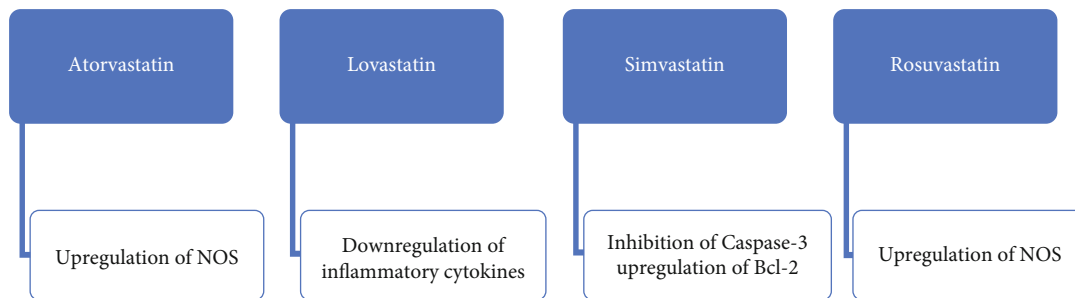 Atorvastatin
Lovastatin
Simvastatin
Rosuvastatin
Upregulation of NOS
Downregulation of
inflammatory cytokines
Inhibition of Caspase-3
upregulation of Bcl-2
Upregulation of NOS